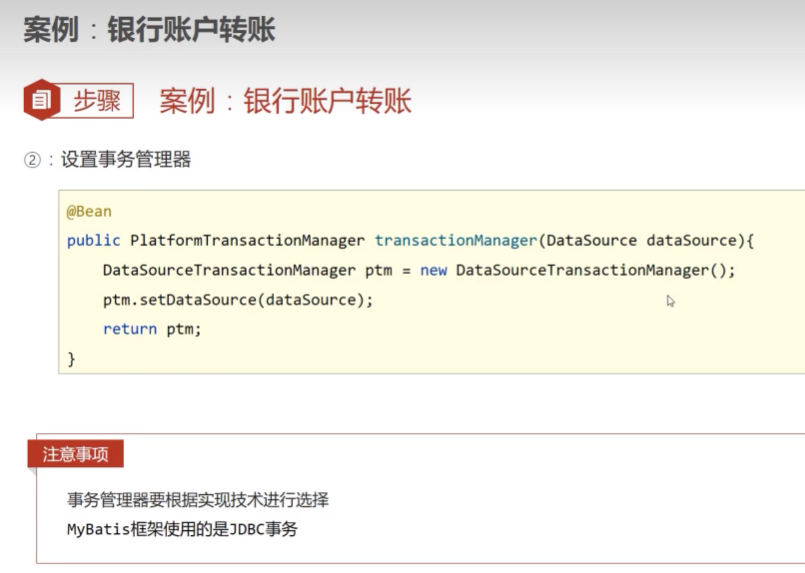 案例：银行账户转账
步骤 案例：银行账户转账
②：设置事务管理器
@Bean
public PlatformTransactionManager transactionManager(DataSource dataSource){
    DataSourceTransactionManager ptm = new DataSourceTransactionManager();
    ptm.setDataSource(dataSource);
    return ptm;
}
注意事项
事务管理器要根据实现技术进行选择
MyBatis框架使用的是JDBC事务